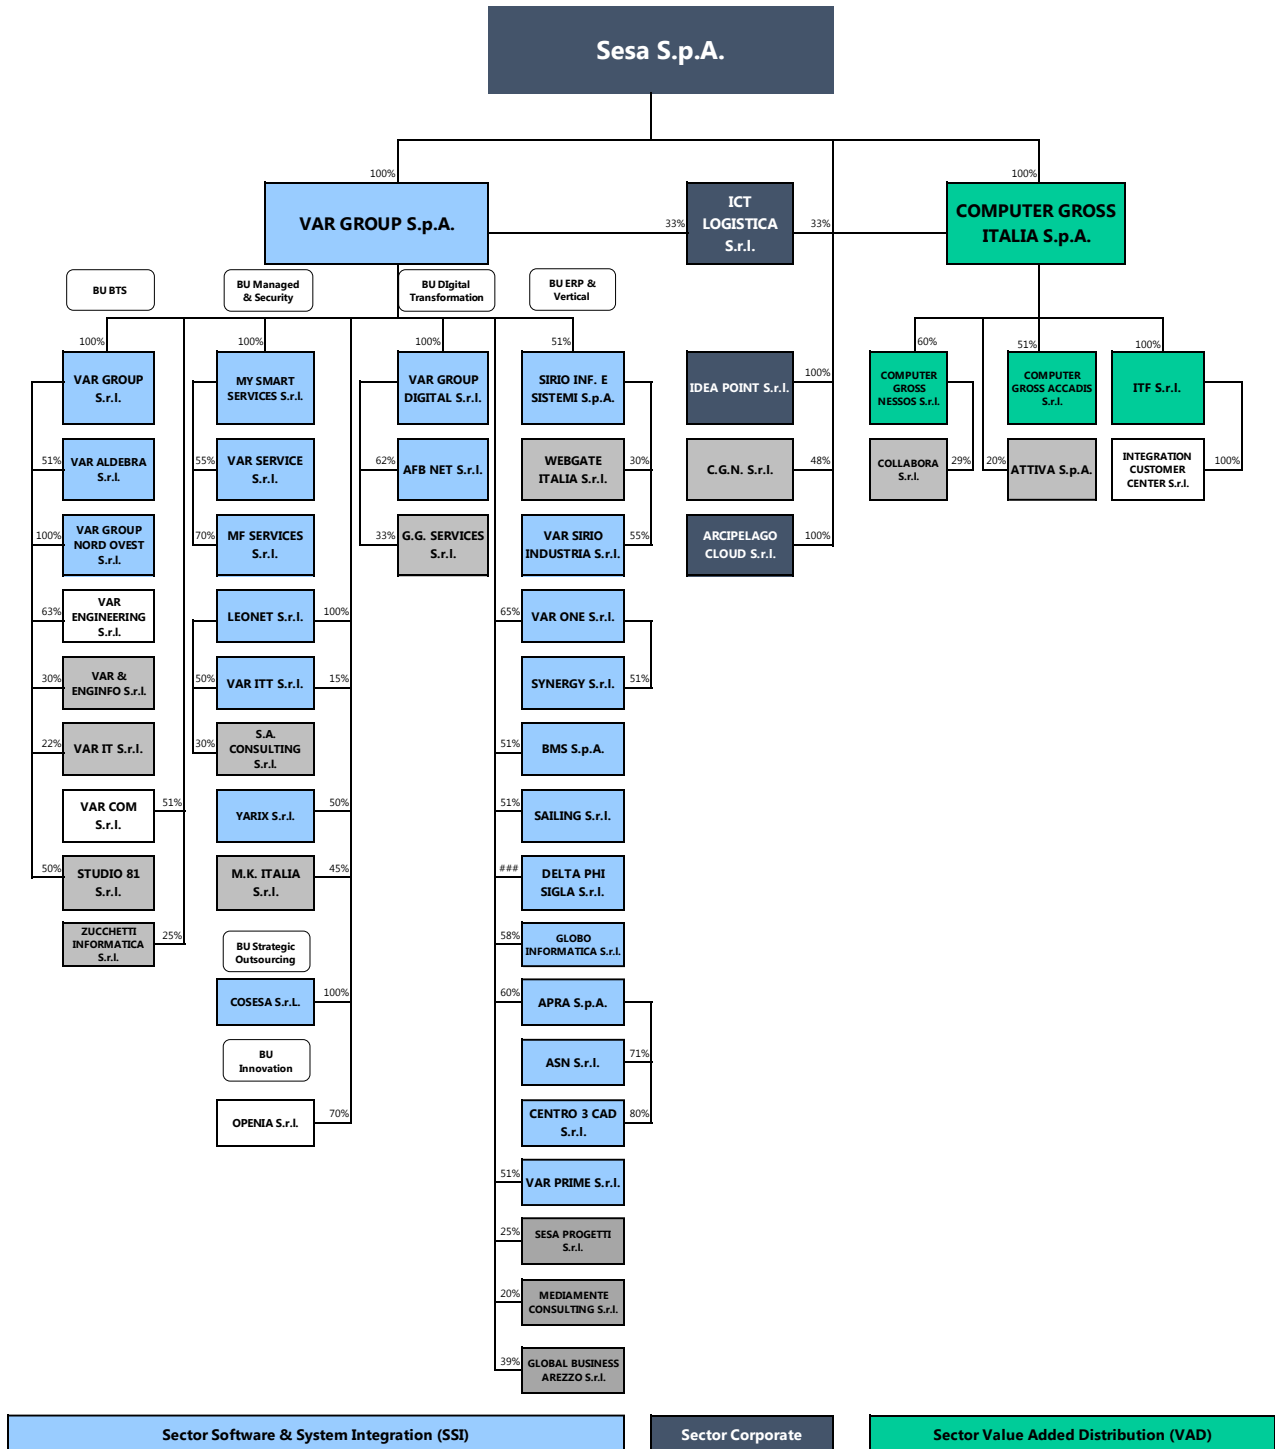 Sesa S.p.A.
100%
100%
VAR GROUP S.p.A.
33%
ICT
LOGISTICA
S.r.l.
33%
COMPUTER GROSS
ITALIA S.p.A.
BU BTS
BU Managed
& Security
BU DIgital
Transformation
BU ERP &
Vertical
100%
100%
100%
51%
60%
51%
100%
VAR GROUP
S.r.l.
MY SMART
SERVICES S.r.l.
VAR GROUP
DIGITAL S.r.l.
SIRIO INF. E
SISTEMI S.p.A.
IDEA POINT S.r.l.
100%
COMPUTER
GROSS
NESSOS S.r.l.
COMPUTER
GROSS ACCADIS
S.r.l.
ITF S.r.l.
51%
VAR ALDEBRA
S.r.l.
55%
VAR SERVICE
S.r.l.
62%
AFB NET S.r.l.
WEBGATE
ITALIA S.r.l.
30%
C.G.N. S.r.l.
48%
COLLABORA
S.r.l.
29%
20%
ATTIVA S.p.A.
INTEGRATION
CUSTOMER
CENTER S.r.l.
100%
100%
VAR GROUP
NORD OVEST
S.r.l.
70%
MF SERVICES
S.r.l.
33%
G.G. SERVICES
S.r.l.
VAR SIRIO
INDUSTRIA S.r.l.
55%
ARCIPELAGO
CLOUD S.r.l.
100%
63%
VAR
ENGINEERING
S.r.l.
LEONET S.r.l.
100%
65%
VAR ONE S.r.l.
30%
VAR &
ENGINFO S.r.l.
50%
VAR ITT S.r.l.
15%
SYNERGY S.r.l.
51%
22%
VAR IT S.r.l.
30%
S.A.
CONSULTING
S.r.l.
51%
BMS S.p.A.
VAR COM
S.r.l.
51%
YARIX S.r.l.
50%
51%
SAILING S.r.l.
50%
STUDIO 81
S.r.l.
M.K. ITALIA
S.r.l.
45%
###
DELTA PHI
SIGLA S.r.l.
ZUCCHETTI
INFORMATICA
S.r.l.
25%
BU Strategic
Outsourcing
58%
GLOBO
INFORMATICA S.r.l.
COSESA S.r.L.
100%
60%
APRA S.p.A.
BU
Innovation
ASN S.r.l.
71%
OPENIA S.r.l.
70%
CENTRO 3 CAD
S.r.l.
80%
51%
VAR PRIME S.r.l.
25%
SESA PROGETTI
S.r.l.
20%
MEDIAMENTE
CONSULTING S.r.l.
39%
GLOBAL BUSINESS
AREZZO S.r.l.
Sector Software & System Integration (SSI)
Sector Corporate
Sector Value Added Distribution (VAD)